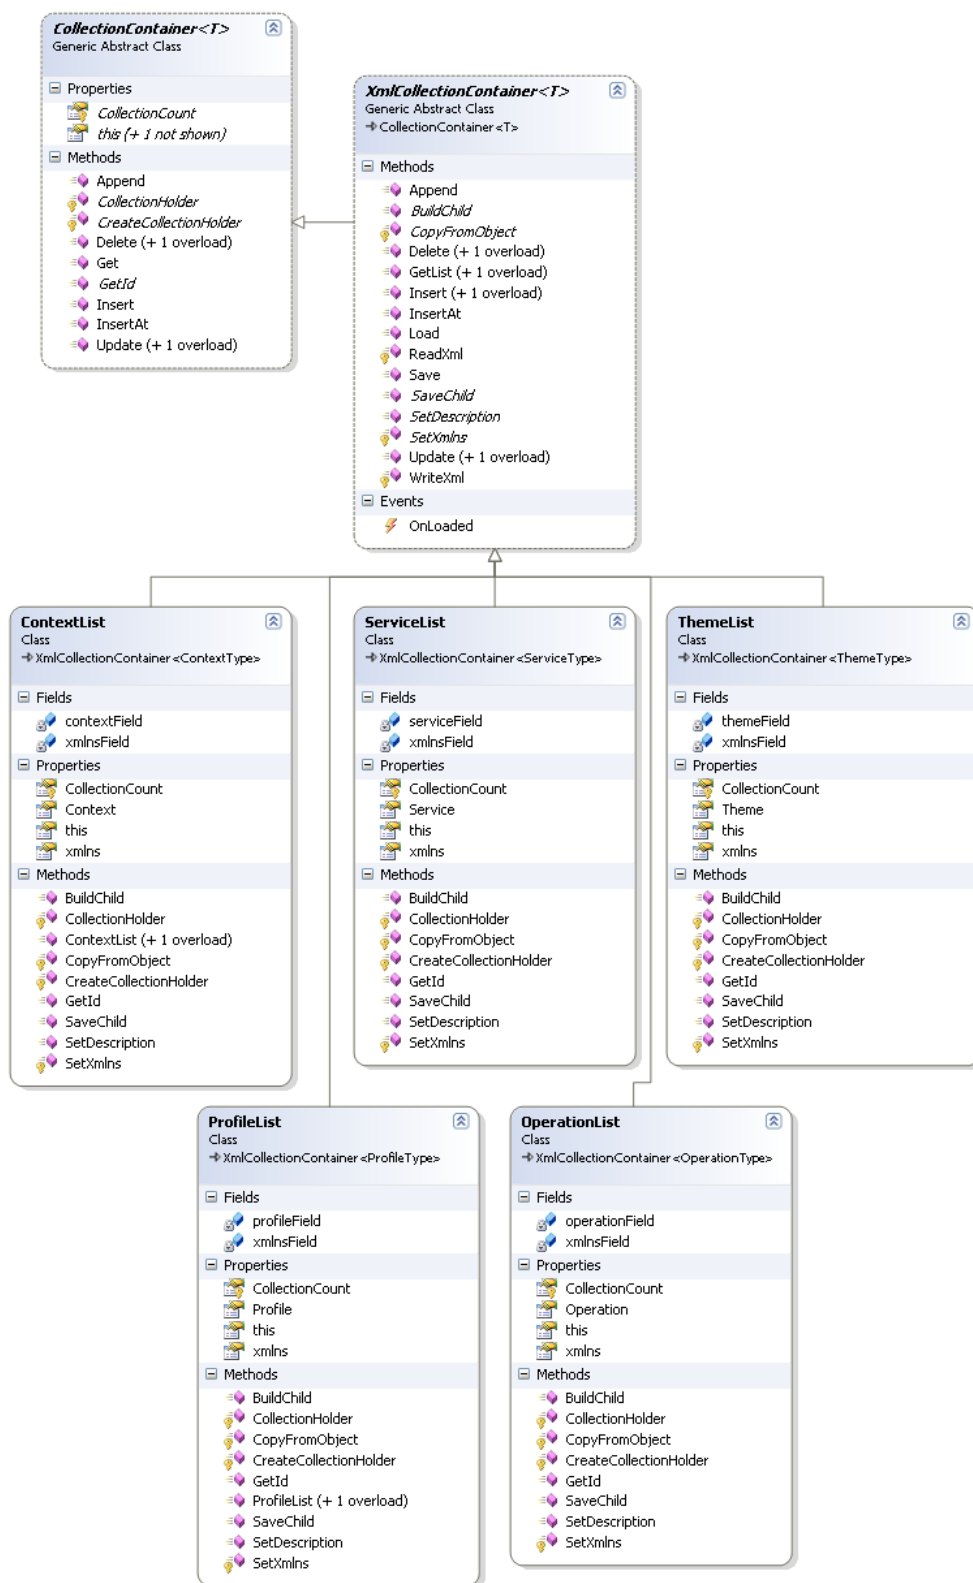 CollectionContainer<T>
Generic Abstract Class
Properties
CollectionCount
this (+ 1 not shown)
Methods
Append
CollectionHolder
CreateCollectionHolder
Delete (+ 1 overload)
Get
GetId
Insert
InsertAt
Update (+ 1 overload)
XmlCollectionContainer<T>
Generic Abstract Class
CollectionContainer<T>
Methods
Append
BuildChild
CopyFromObject
Delete (+ 1 overload)
GetList (+ 1 overload)
Insert (+ 1 overload)
InsertAt
Load
ReadXml
Save
SaveChild
SetDescription
SetXmlns
Update (+ 1 overload)
WriteXml
Events
OnLoaded
ContextList
Class
XmlCollectionContainer<ContextType>
Fields
contextField
xmlnsField
Properties
CollectionCount
Context
this
xmlns
Methods
BuildChild
CollectionHolder
ContextList (+ 1 overload)
CopyFromObject
CreateCollectionHolder
GetId
SaveChild
SetDescription
SetXmlns
ServiceList
Class
XmlCollectionContainer<ServiceType>
Fields
serviceField
xmlnsField
Properties
CollectionCount
Service
this
xmlns
Methods
BuildChild
CollectionHolder
CopyFromObject
CreateCollectionHolder
GetId
SaveChild
SetDescription
SetXmlns
ThemeList
Class
XmlCollectionContainer<ThemeType>
Fields
themeField
xmlnsField
Properties
CollectionCount
Theme
this
xmlns
Methods
BuildChild
CollectionHolder
CopyFromObject
CreateCollectionHolder
GetId
SaveChild
SetDescription
SetXmlns
ProfileList
Class
XmlCollectionContainer<ProfileType>
Fields
profileField
xmlnsField
Properties
CollectionCount
Profile
this
xmlns
Methods
BuildChild
CollectionHolder
CopyFromObject
CreateCollectionHolder
GetId
ProfileList (+ 1 overload)
SaveChild
SetDescription
SetXmlns
OperationList
Class
XmlCollectionContainer<OperationType>
Fields
operationField
xmlnsField
Properties
CollectionCount
Operation
this
xmlns
Methods
BuildChild
CollectionHolder
CopyFromObject
CreateCollectionHolder
GetId
SaveChild
SetDescription
SetXmlns